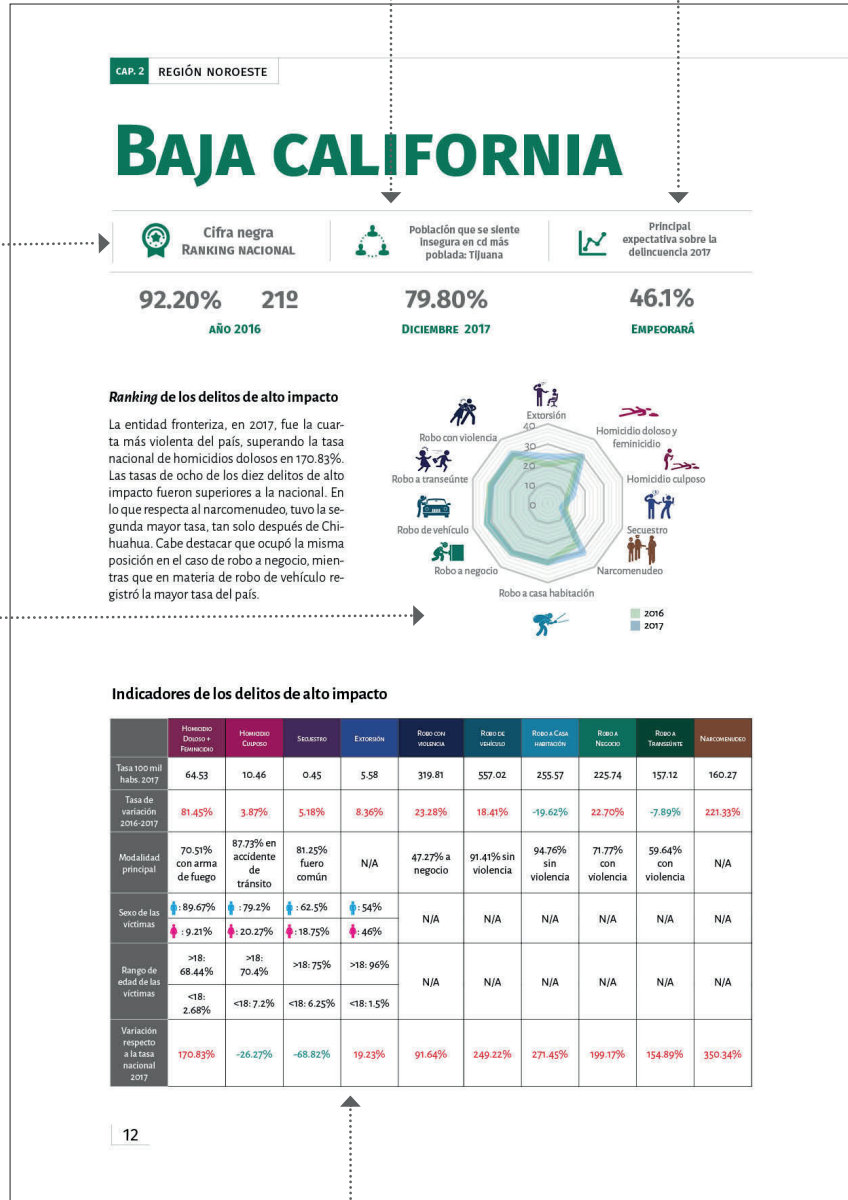 CAP. 2 REGIÓN NOROESTE
BAJA CALIFORNIA
Cifra negra
RANKING NACIONAL
Población que se siente
insegura en cd más
poblada: Tijuana
Principal
expectativa sobre la
delincuencia 2017
92.20% 21º
AÑO 2016
79.80%
DICIEMBRE 2017
46.1%
EMPEORARÁ
Ranking de los delitos de alto impacto
La entidad fronteriza, en 2017, fue la cuar-
ta más violenta del país, superando la tasa
nacional de homicidios dolosos en 170.83%.
Las tasas de ocho de los diez delitos de alto
impacto fueron superiores a la nacional. En
lo que respecta al narcomenudeo, tuvo la se-
gunda mayor tasa, tan solo después de Chi-
huahua. Cabe destacar que ocupó la misma
posición en el caso de robo a negocio, mien-
tras que en materia de robo de vehículo re-
gistró la mayor tasa del país.
Extorsión
Homicidio doloso y
feminicidio
Homicidio culposo
Secuestro
Narcomenudeo
Robo a casa habitación
Robo a negocio
Robo de vehículo
Robo a transeúnte
Robo con violencia
40
30
20
10
0
2016
2017
Indicadores de los delitos de alto impacto
HOMICIDIO
DOLOSO +
FEMINICIDIO
HOMICIDIO
CULPOSO
SECUESTRO
EXTORSIÓN
ROBO CON
VIOLENCIA
ROBO DE
VEHÍCULO
ROBO A CASA
HABITACIÓN
ROBO A
NEGOCIO
ROBO A
TRANSEÚNTE
NARCOMENUDEO
Tasa 100 mil
habs. 2017
64.53 10.46 0.45 5.58 319.81 557.02 255.57 225.74 157.12 160.27
Tasa de
variación
2016-2017
81.45% 3.87% 5.18% 8.36% 23.28% 18.41% -19.62% 22.70% -7.89% 221.33%
Modalidad
principal
70.51%
con arma
de fuego
87.73% en
accidente
de
tránsito
81.25%
fuero
común
N/A
47.27% a
negocio
91.41% sin
violencia
94.76%
sin
violencia
71.77%
con
violencia
59.64%
con
violencia
N/A
Sexo de las
víctimas
: 89.67% : 79.2% : 62.5% : 54%
: 9.21% : 20.27% : 18.75% : 46%
N/A N/A N/A N/A N/A N/A
Rango de
edad de las
víctimas
>18:
68.44%
>18:
70.4%
>18: 75% >18: 96%
<18:
2.68%
<18: 7.2% <18: 6.25% <18: 1.5%
N/A N/A N/A N/A N/A N/A
Variación
respecto
a la tasa
nacional
2017
170.83% -26.27% -68.82% 19.23% 91.64% 249.22% 271.45% 199.17% 154.89% 350.34%
12